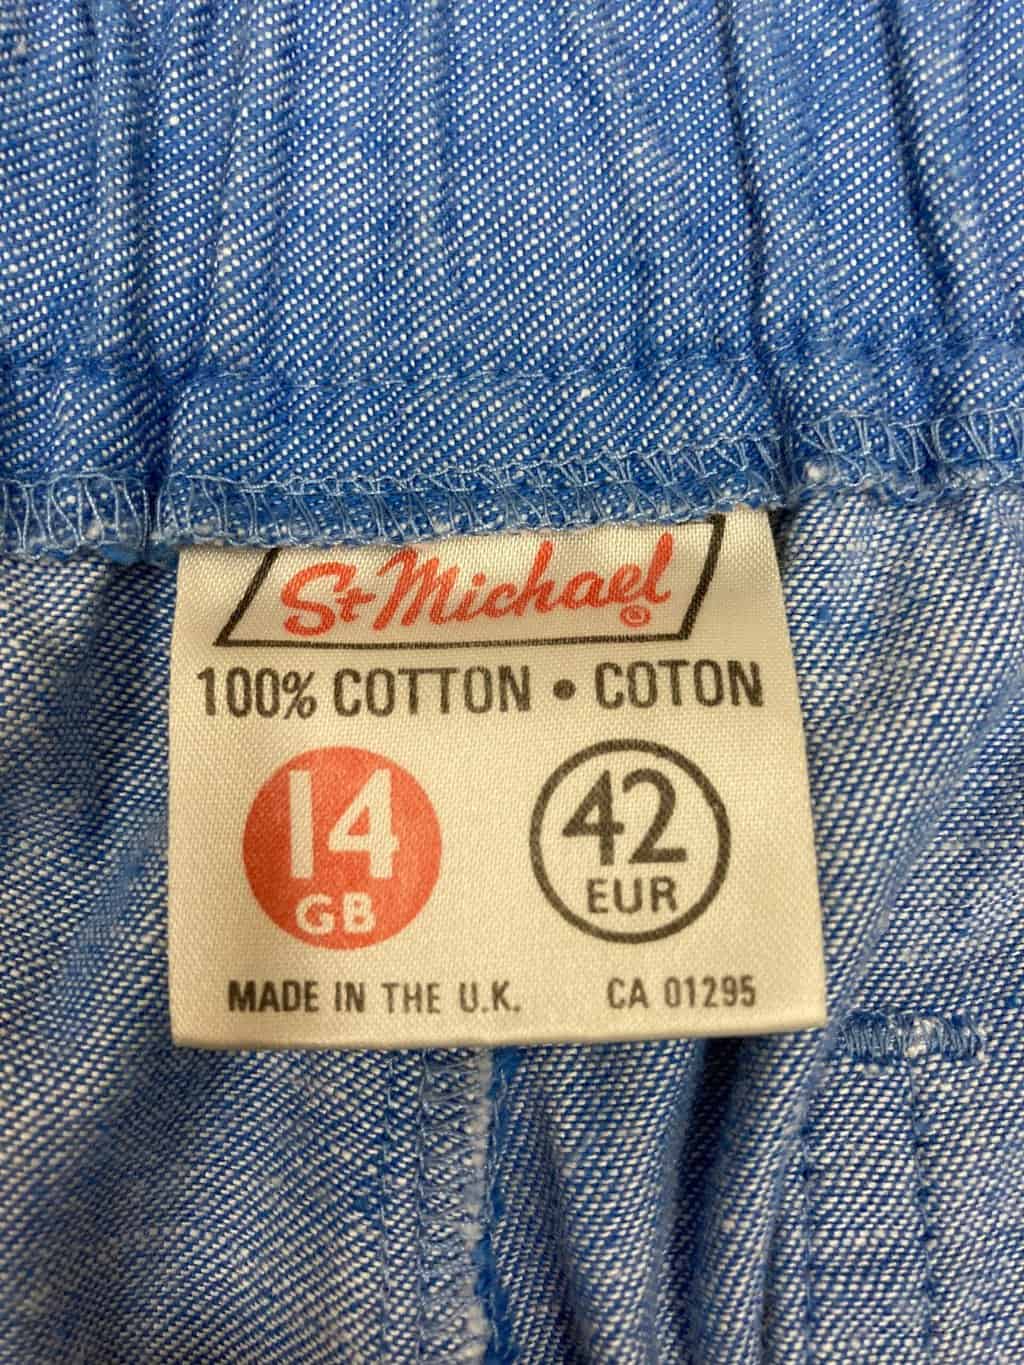 St Michael®
100% COTTON • COTON
14 GB
42 EUR
MADE IN THE U.K. CA 01295